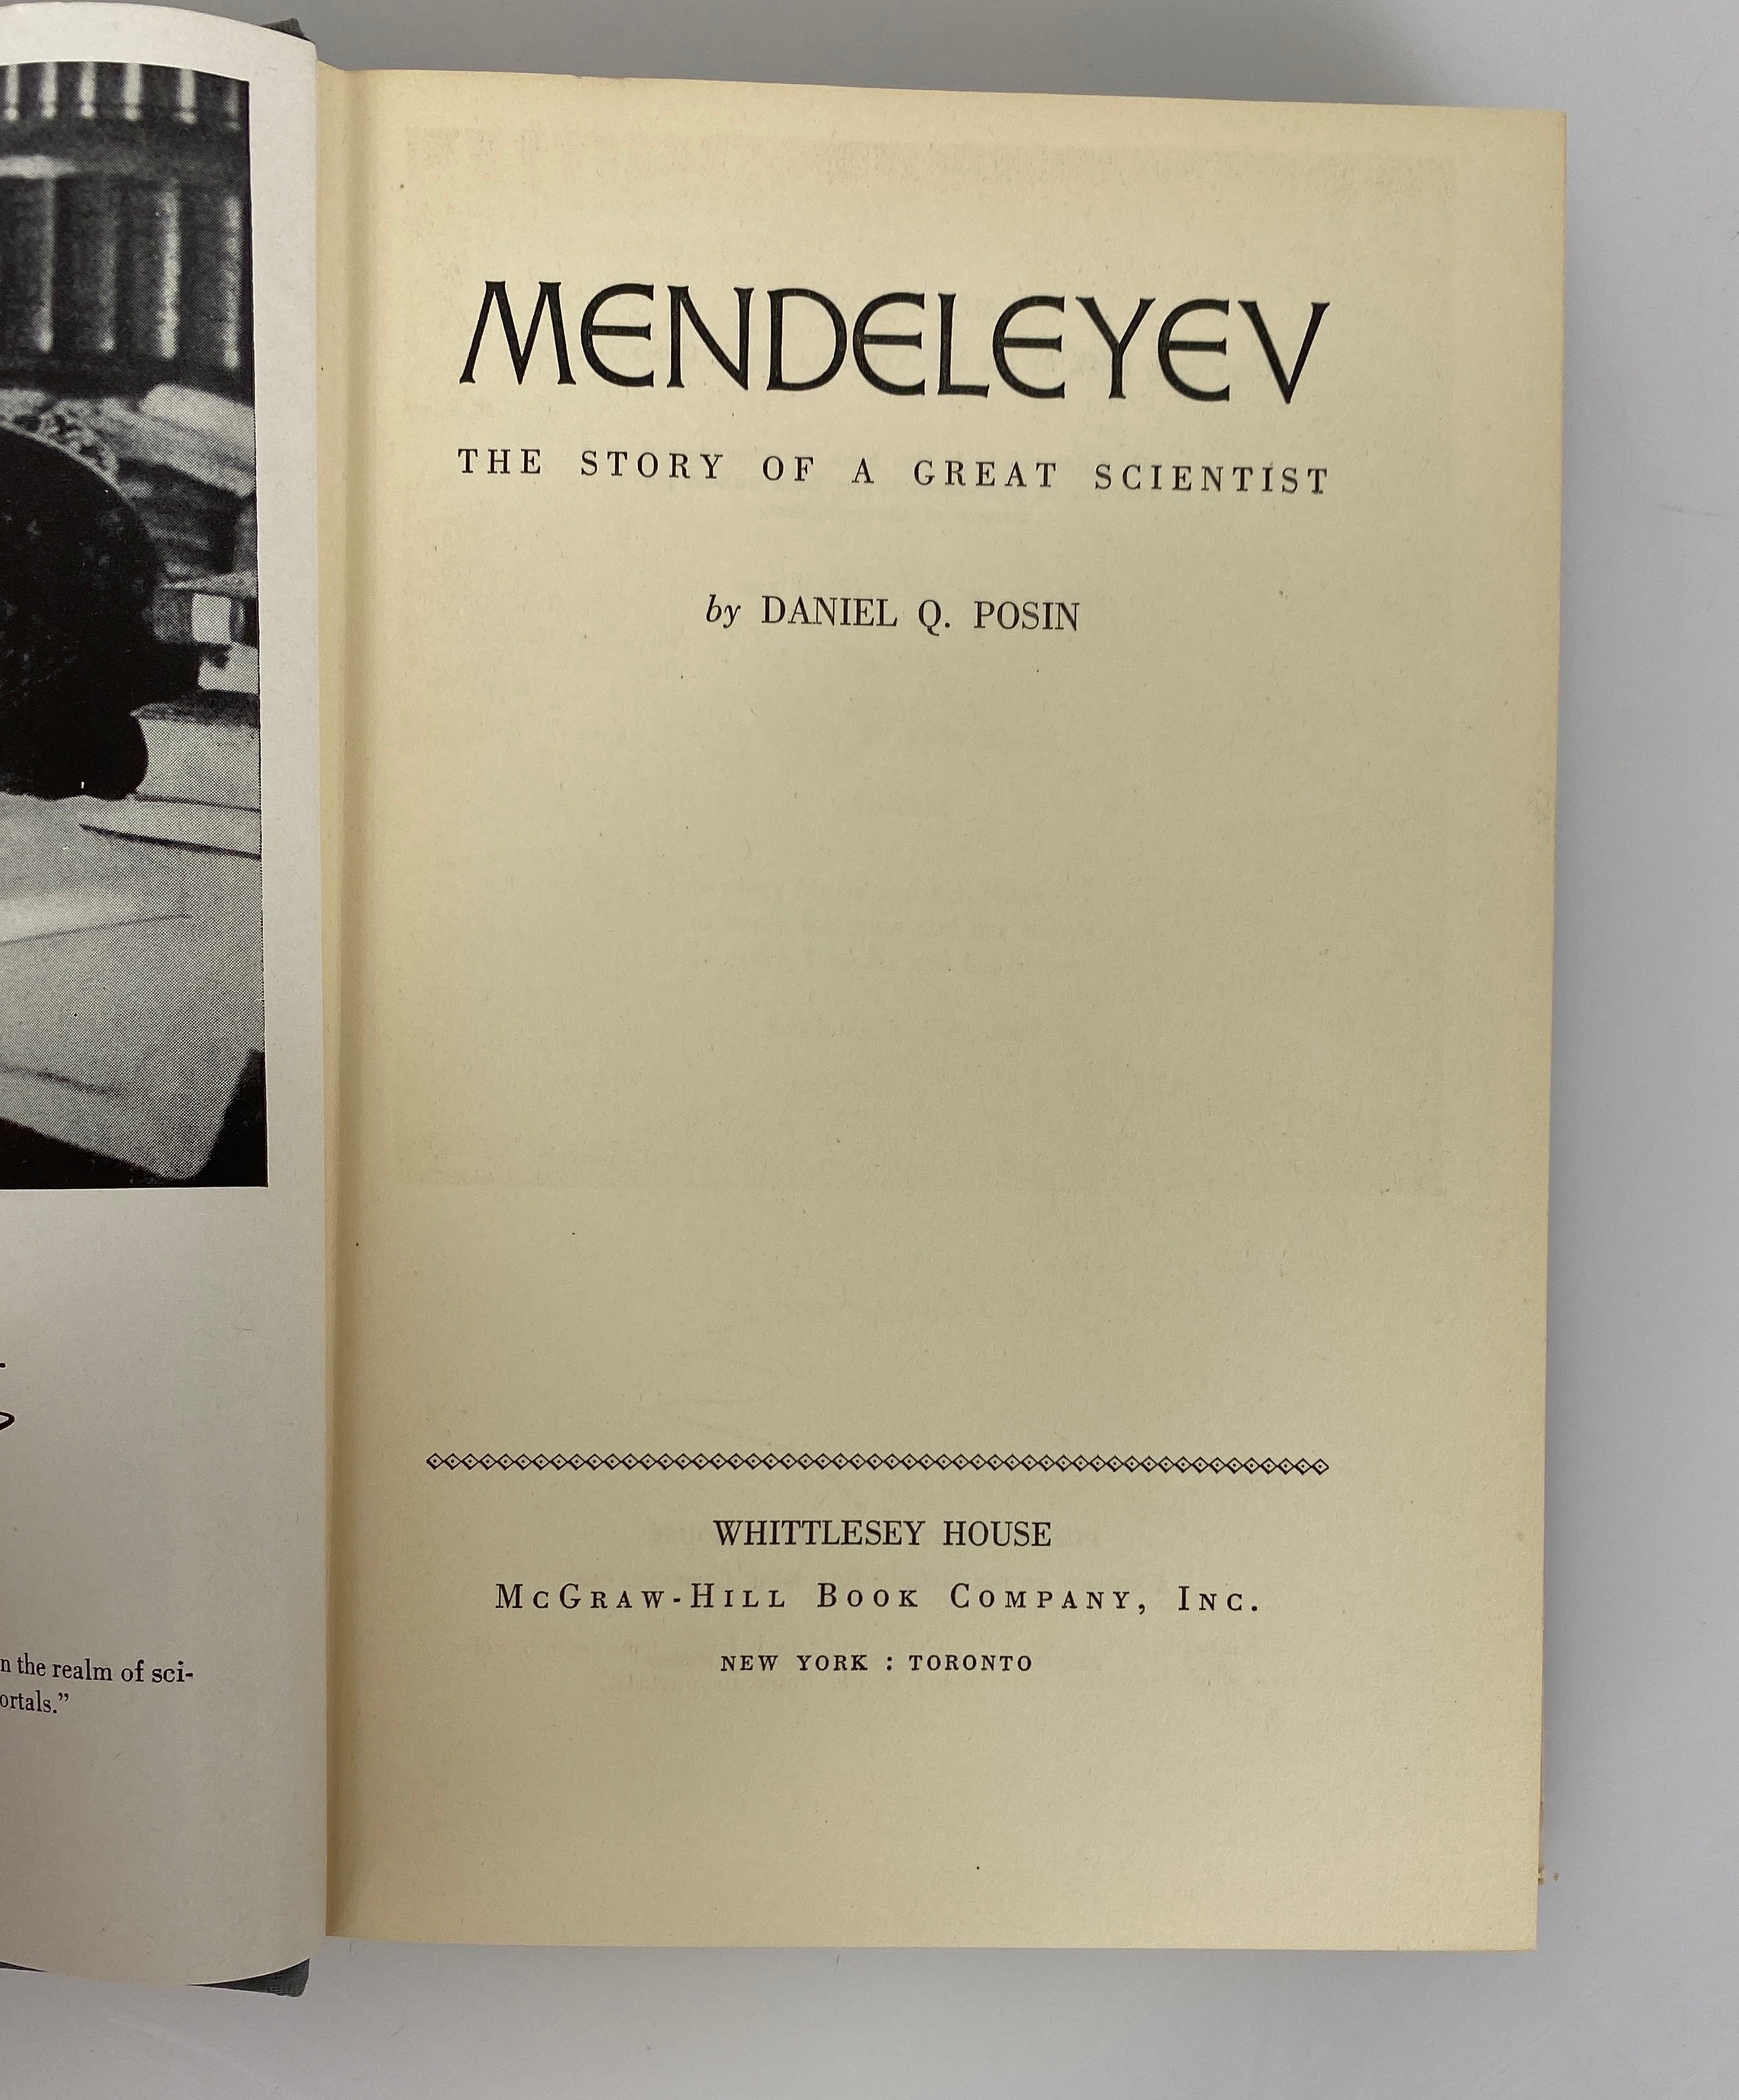 n the realm of sci-
ortals.”
MENDELEYEV
THE STORY OF A GREAT SCIENTIST
by DANIEL Q. POSIN
WHITTLESEY HOUSE
McGraw-Hill Book Company, Inc.
NEW YORK : TORONTO